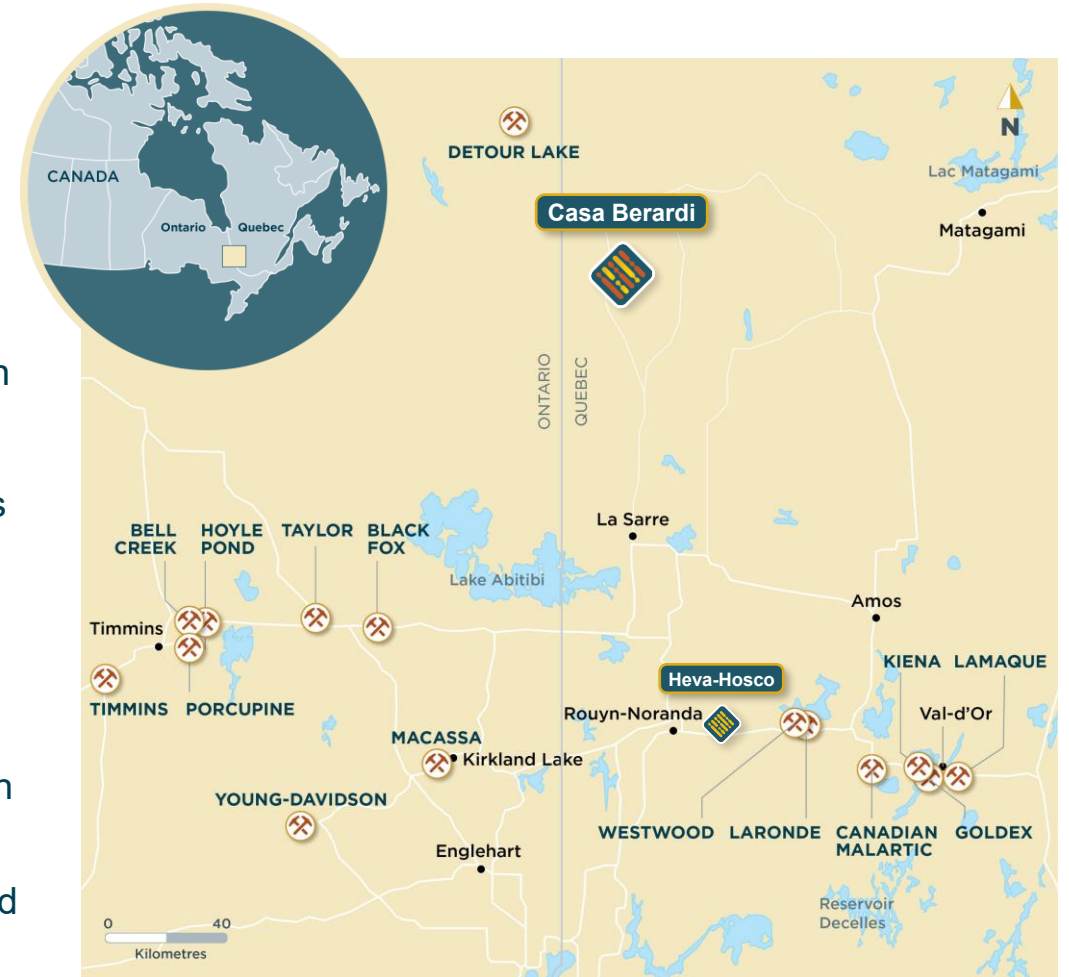 CANADA
Ontario
Quebec
N
DETOUR LAKE
Lac Matagami
Matagami
Casa Berardi
ONTARIO
QUEBEC
La Sarre
BELL
CREEK
HOYLE
POND
TAYLOR
BLACK
FOX
Lake Abitibi
Amos
Timmins
KIENA
LAMAQUE
Heva-Hosco
TIMMINS
PORCUPINE
Rouyn-Noranda
Val-d'Or
MACASSA
Kirkland Lake
YOUNG-DAVIDSON
WESTWOOD
LARONDE
CANADIAN
MALARTIC
GOLDEX
Englehart
Reservoir
Decelles
0
40
Kilometres